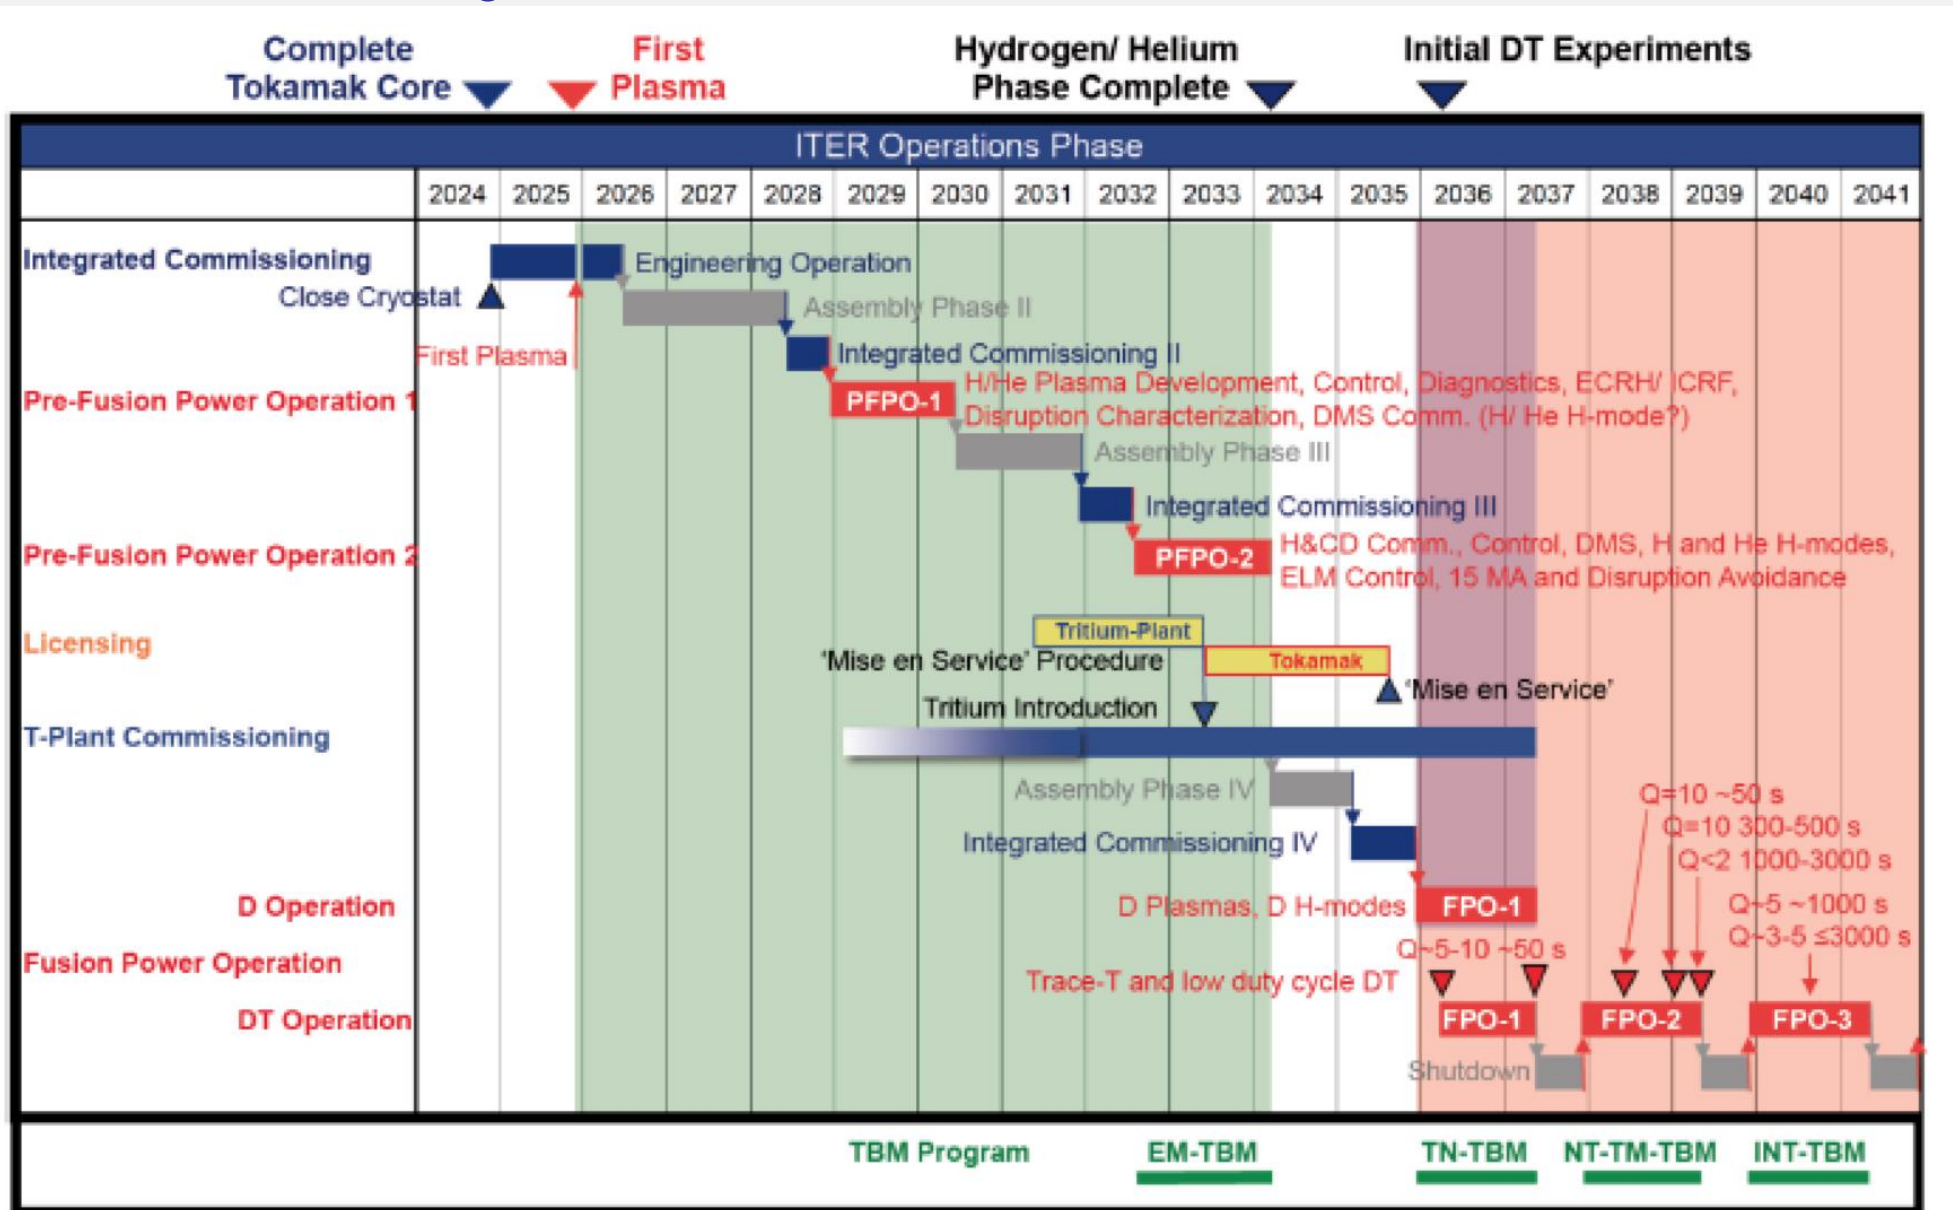 Complete
Tokamak Core
First
Plasma
Hydrogen/ Helium
Phase Complete
Initial DT Experiments
ITER Operations Phase
2024 2025 2026 2027 2028 2029 2030 2031 2032 2033 2034 2035 2036 2037 2038 2039 2040 2041
Integrated Commissioning
Engineering Operation
Close Cryostat
Assembly Phase II
First Plasma
Integrated Commissioning II
Pre-Fusion Power Operation 1
PFPO-1
H/He Plasma Development, Control, Diagnostics, ECRH/ ICRF,
Disruption Characterization, DMS Comm. (H/ He H-mode?)
Assembly Phase III
Integrated Commissioning III
Pre-Fusion Power Operation 2
PFPO-2
H&CD Comm., Control, DMS, H and He H-modes,
ELM Control, 15 MA and Disruption Avoidance
Licensing
Tritium-Plant
'Mise en Service' Procedure
Tokamak
'Mise en Service'
Tritium Introduction
T-Plant Commissioning
Assembly Phase IV
Q=10 ~50 s
Q=10 300-500 s
Q<2 1000-3000 s
Integrated Commissioning IV
D Operation
D Plasmas, D H-modes
FPO-1
Q~5 ~1000 s
Q~3-5 ≤3000 s
Q~5-10 ~50 s
Fusion Power Operation
Trace-T and low duty cycle DT
DT Operation
FPO-1
FPO-2
FPO-3
Shutdown
TBM Program
EM-TBM
TN-TBM
NT-TM-TBM
INT-TBM